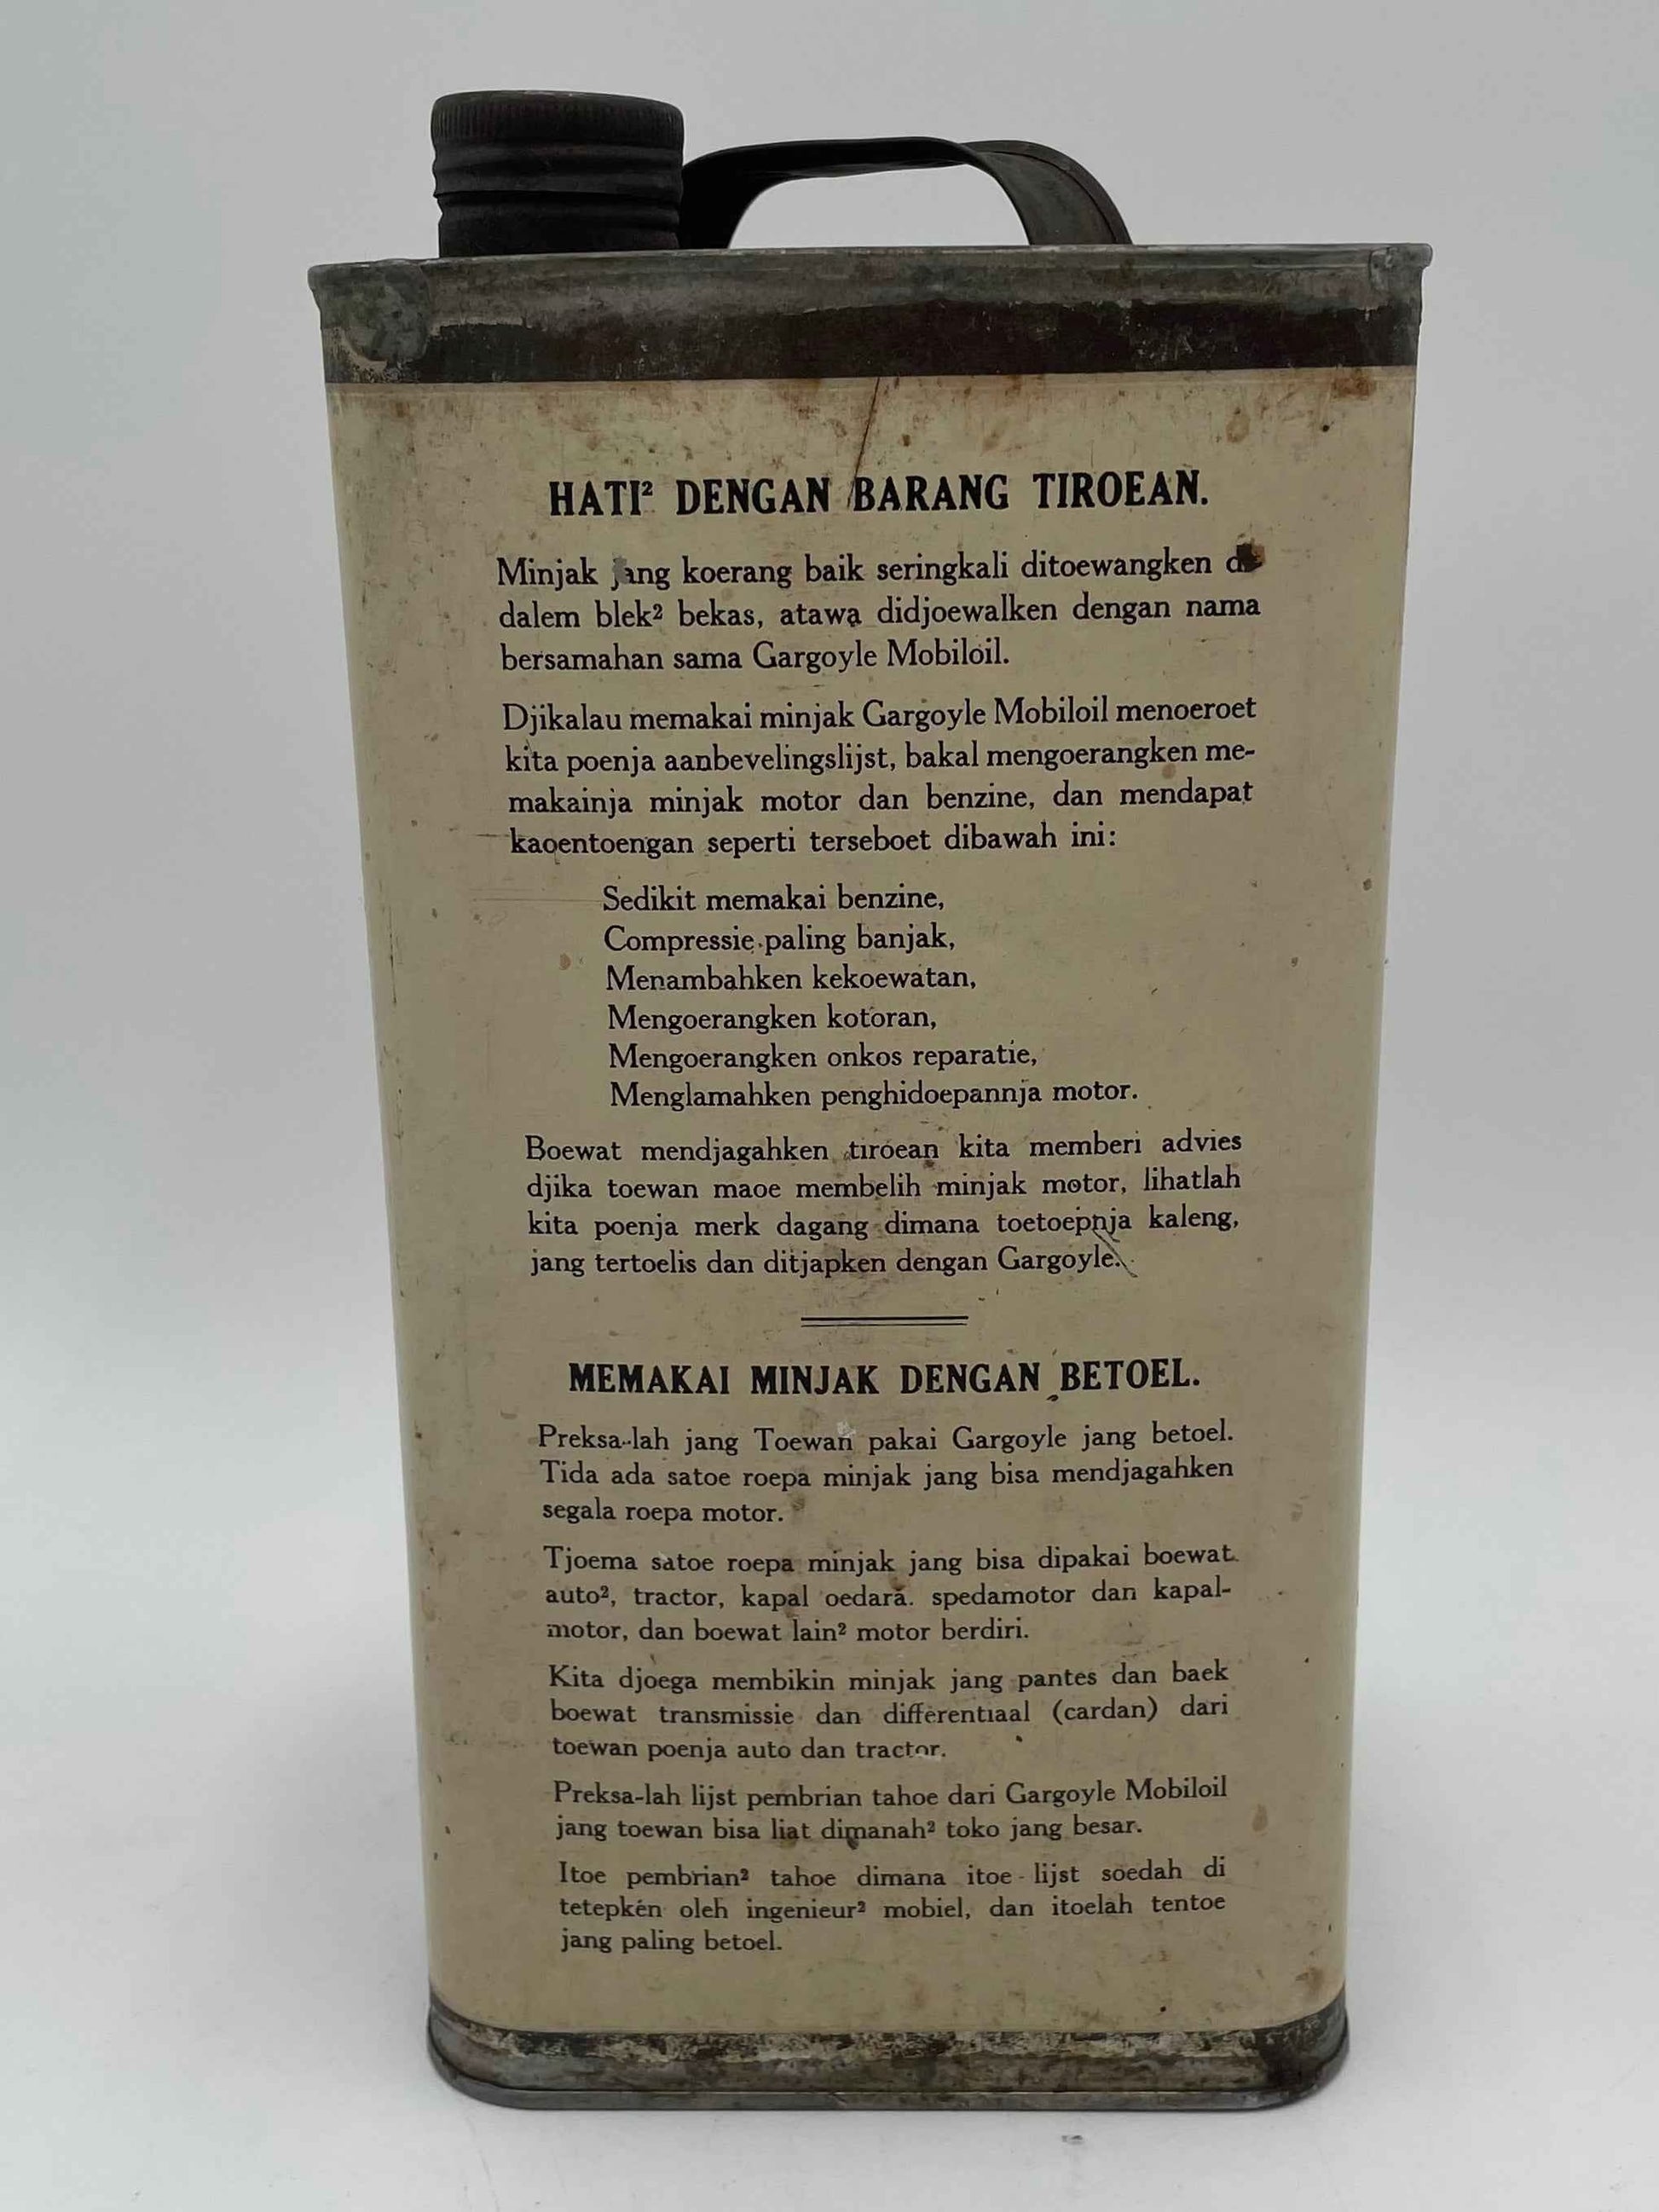 HATI² DENGAN BARANG TIROEAN.
Minjak jang koerang baik seringkali ditoewangken
dalem blek² bekas, atawa didjoewalken dengan nama
bersamahan sama Gargoyle Mobiloil.
Djikalau memakai minjak Gargoyle Mobiloil menoeroet
kita poenja aanbevelingslijst, bakal mengoerangken me-
makainja minjak motor dan benzine, dan mendapat
kaoentoengan seperti terseboet dibawah ini:
Sedikit memakai benzine,
Compressie paling banjak,
Menambahken kekoewatan,
Mengoerangken kotoran,
Mengoerangken onkos reparatie,
Menglamahken penghidoepannja motor.
Boewat mendjagahken tiroean kita memberi advies
djika toewan maoe membelih minjak motor, lihatlah
kita poenja merk dagang dimana toetoepnja kaleng,
jang tertoelis dan ditjapken dengan Gargoyle.
MEMAKAI MINJAK DENGAN BETOEL.
Preksa-lah jang Toewan pakai Gargoyle jang betoel.
Tida ada satoe roepa minjak jang bisa mendjagahken
segala roepa motor.
Tjoema satoe roepa minjak jang bisa dipakai boewat
auto², tractor, kapal oedara. spedamotor dan kapal-
motor, dan boewat lain² motor berdiri.
Kita djoega membikin minjak jang pantes dan baek
boewat transmissie dan differentiaal (cardan) dari
toewan poenja auto dan tractor.
Preksa-lah lijst pembrian tahoe dari Gargoyle Mobiloil
jang toewan bisa liat dimanah² toko jang besar.
Itoe pembrian² tahoe dimana itoe lijst soedah di
tetepken oleh ingenieur² mobiel, dan itoelah tentoe
jang paling betoel.